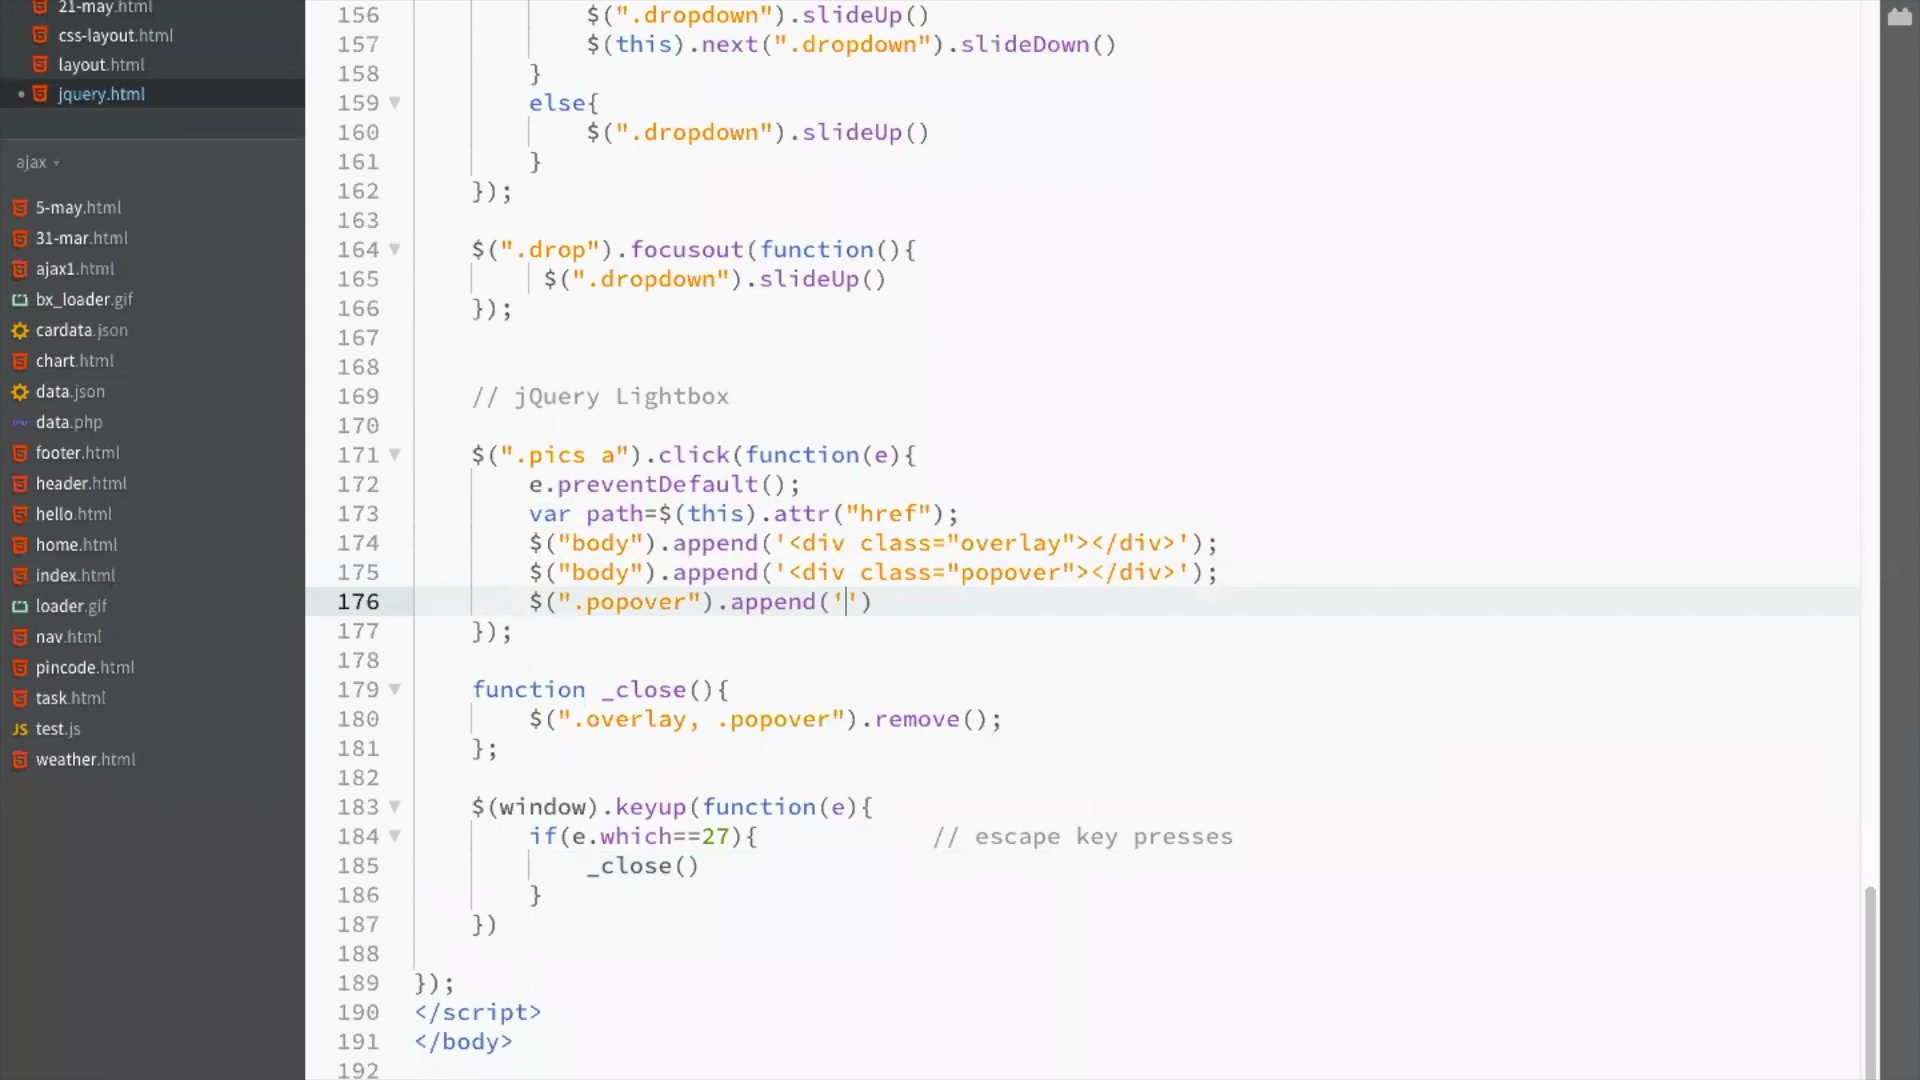 21-may.html
css-layout.html
layout.html
jquery.html
ajax
5-may.html
31-mar.html
ajax1.html
bx_loader.gif
cardata.json
chart.html
data.json
data.php
footer.html
header.html
hello.html
home.html
index.html
loader.gif
nav.html
pincode.html
task.html
JS test.js
weather.html
156 $(".dropdown").slideUp()
157 $(this).next(".dropdown").slideDown()
158 }
159 else{
160 $(".dropdown").slideUp()
161 }
162 });
163
164 $(".drop").focusout(function(){
165 $(".dropdown").slideUp()
166 });
167
168
169 // jQuery Lightbox
170
171 $(".pics a").click(function(e){
172 e.preventDefault();
173 var path=$(this).attr("href");
174 $("body").append('<div class="overlay"></div>');
175 $("body").append('<div class="popover"></div>');
176 $(".popover").append('')
177 });
178
179 function _close(){
180 $(".overlay, .popover").remove();
181 };
182
183 $(window).keyup(function(e){
184 if(e.which==27){ // escape key presses
185 _close()
186 }
187 })
188
189 });
190 </script>
191 </body>
192